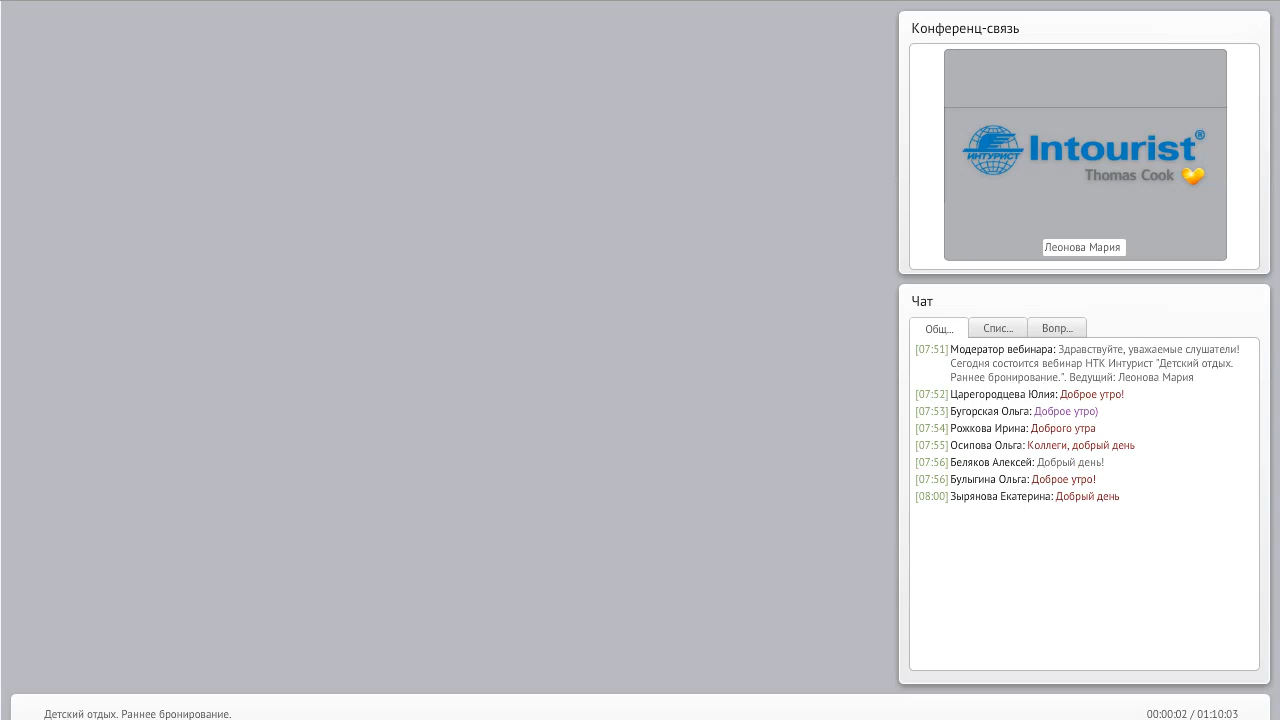 Конференц-связь
ИНТУРИСТ
Intourist®
Thomas Cook
Леонова Мария
Чат
Общ...
Спис...
Вопр...
[07:51] Модератор вебинара: Здравствуйте, уважаемые слушатели!
Сегодня состоится вебинар НТК Интурист "Детский отдых.
Раннее бронирование.". Ведущий: Леонова Мария
[07:52] Царегородцева Юлия: Доброе утро!
[07:53] Бугорская Ольга: Доброе утро)
[07:54] Рожкова Ирина: Доброго утра
[07:55] Осипова Ольга: Коллеги, добрый день
[07:56] Беляков Алексей: Добрый день!
[07:56] Булыгина Ольга: Доброе утро!
[08:00] Зырянова Екатерина: Добрый день
Детский отдых. Раннее бронирование.
00:00:02 / 01:10:03